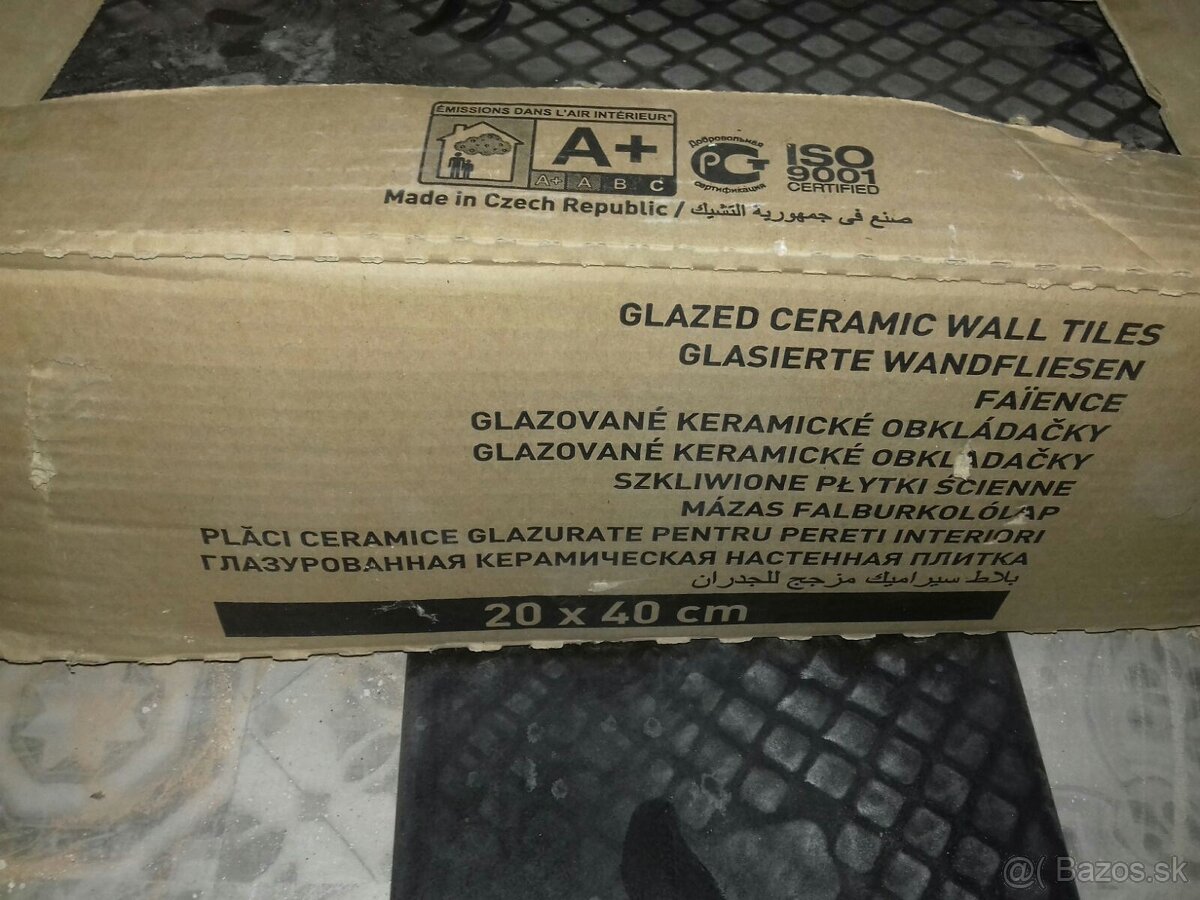 ÉMISSIONS DANS L'AIR INTÉRIEUR*
A+
A+ A B C
Добровольная
РСТ
сертификация
ISO
9001
CERTIFIED
Made in Czech Republic / صنع في جمهورية التشيك
GLAZED CERAMIC WALL TILES
GLASIERTE WANDFLIESEN
FAÏENCE
GLAZOVANÉ KERAMICKÉ OBKLÁDAČKY
GLAZOVANÉ KERAMICKÉ OBKLADAČKY
SZKLIWIONE PŁYTKI ŚCIENNE
MÁZAS FALBURKOLÓLAP
PLĂCI CERAMICE GLAZURATE PENTRU PERETI INTERIORI
ГЛАЗУРОВАННАЯ КЕРАМИЧЕСКАЯ НАСТЕННАЯ ПЛИТКА
بلاط سيراميك مزجج للجدران
20 x 40 cm
@( Bazos.sk